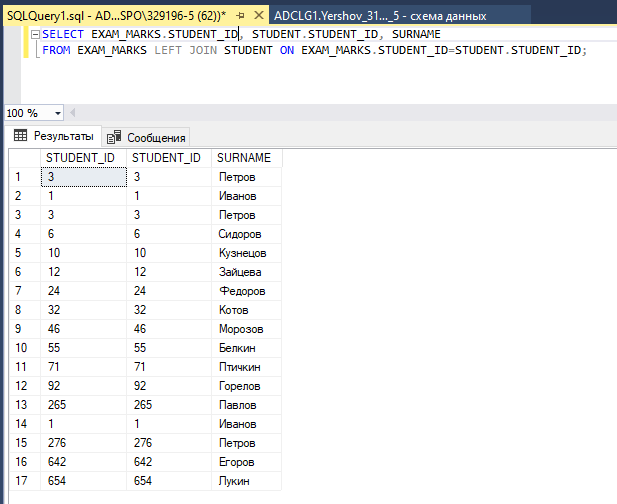 SQLQuery1.sql - AD...SPO\329196-5 (62))* ADCLG1.Yershov_31..._5 - схема данных
SELECT EXAM_MARKS.STUDENT_ID, STUDENT.STUDENT_ID, SURNAME
FROM EXAM_MARKS LEFT JOIN STUDENT ON EXAM_MARKS.STUDENT_ID=STUDENT.STUDENT_ID;
100 %
Результаты Сообщения
STUDENT_ID STUDENT_ID SURNAME
1 3 3 Петров
2 1 1 Иванов
3 3 3 Петров
4 6 6 Сидоров
5 10 10 Кузнецов
6 12 12 Зайцева
7 24 24 Федоров
8 32 32 Котов
9 46 46 Морозов
10 55 55 Белкин
11 71 71 Птичкин
12 92 92 Горелов
13 265 265 Павлов
14 1 1 Иванов
15 276 276 Петров
16 642 642 Егоров
17 654 654 Лукин